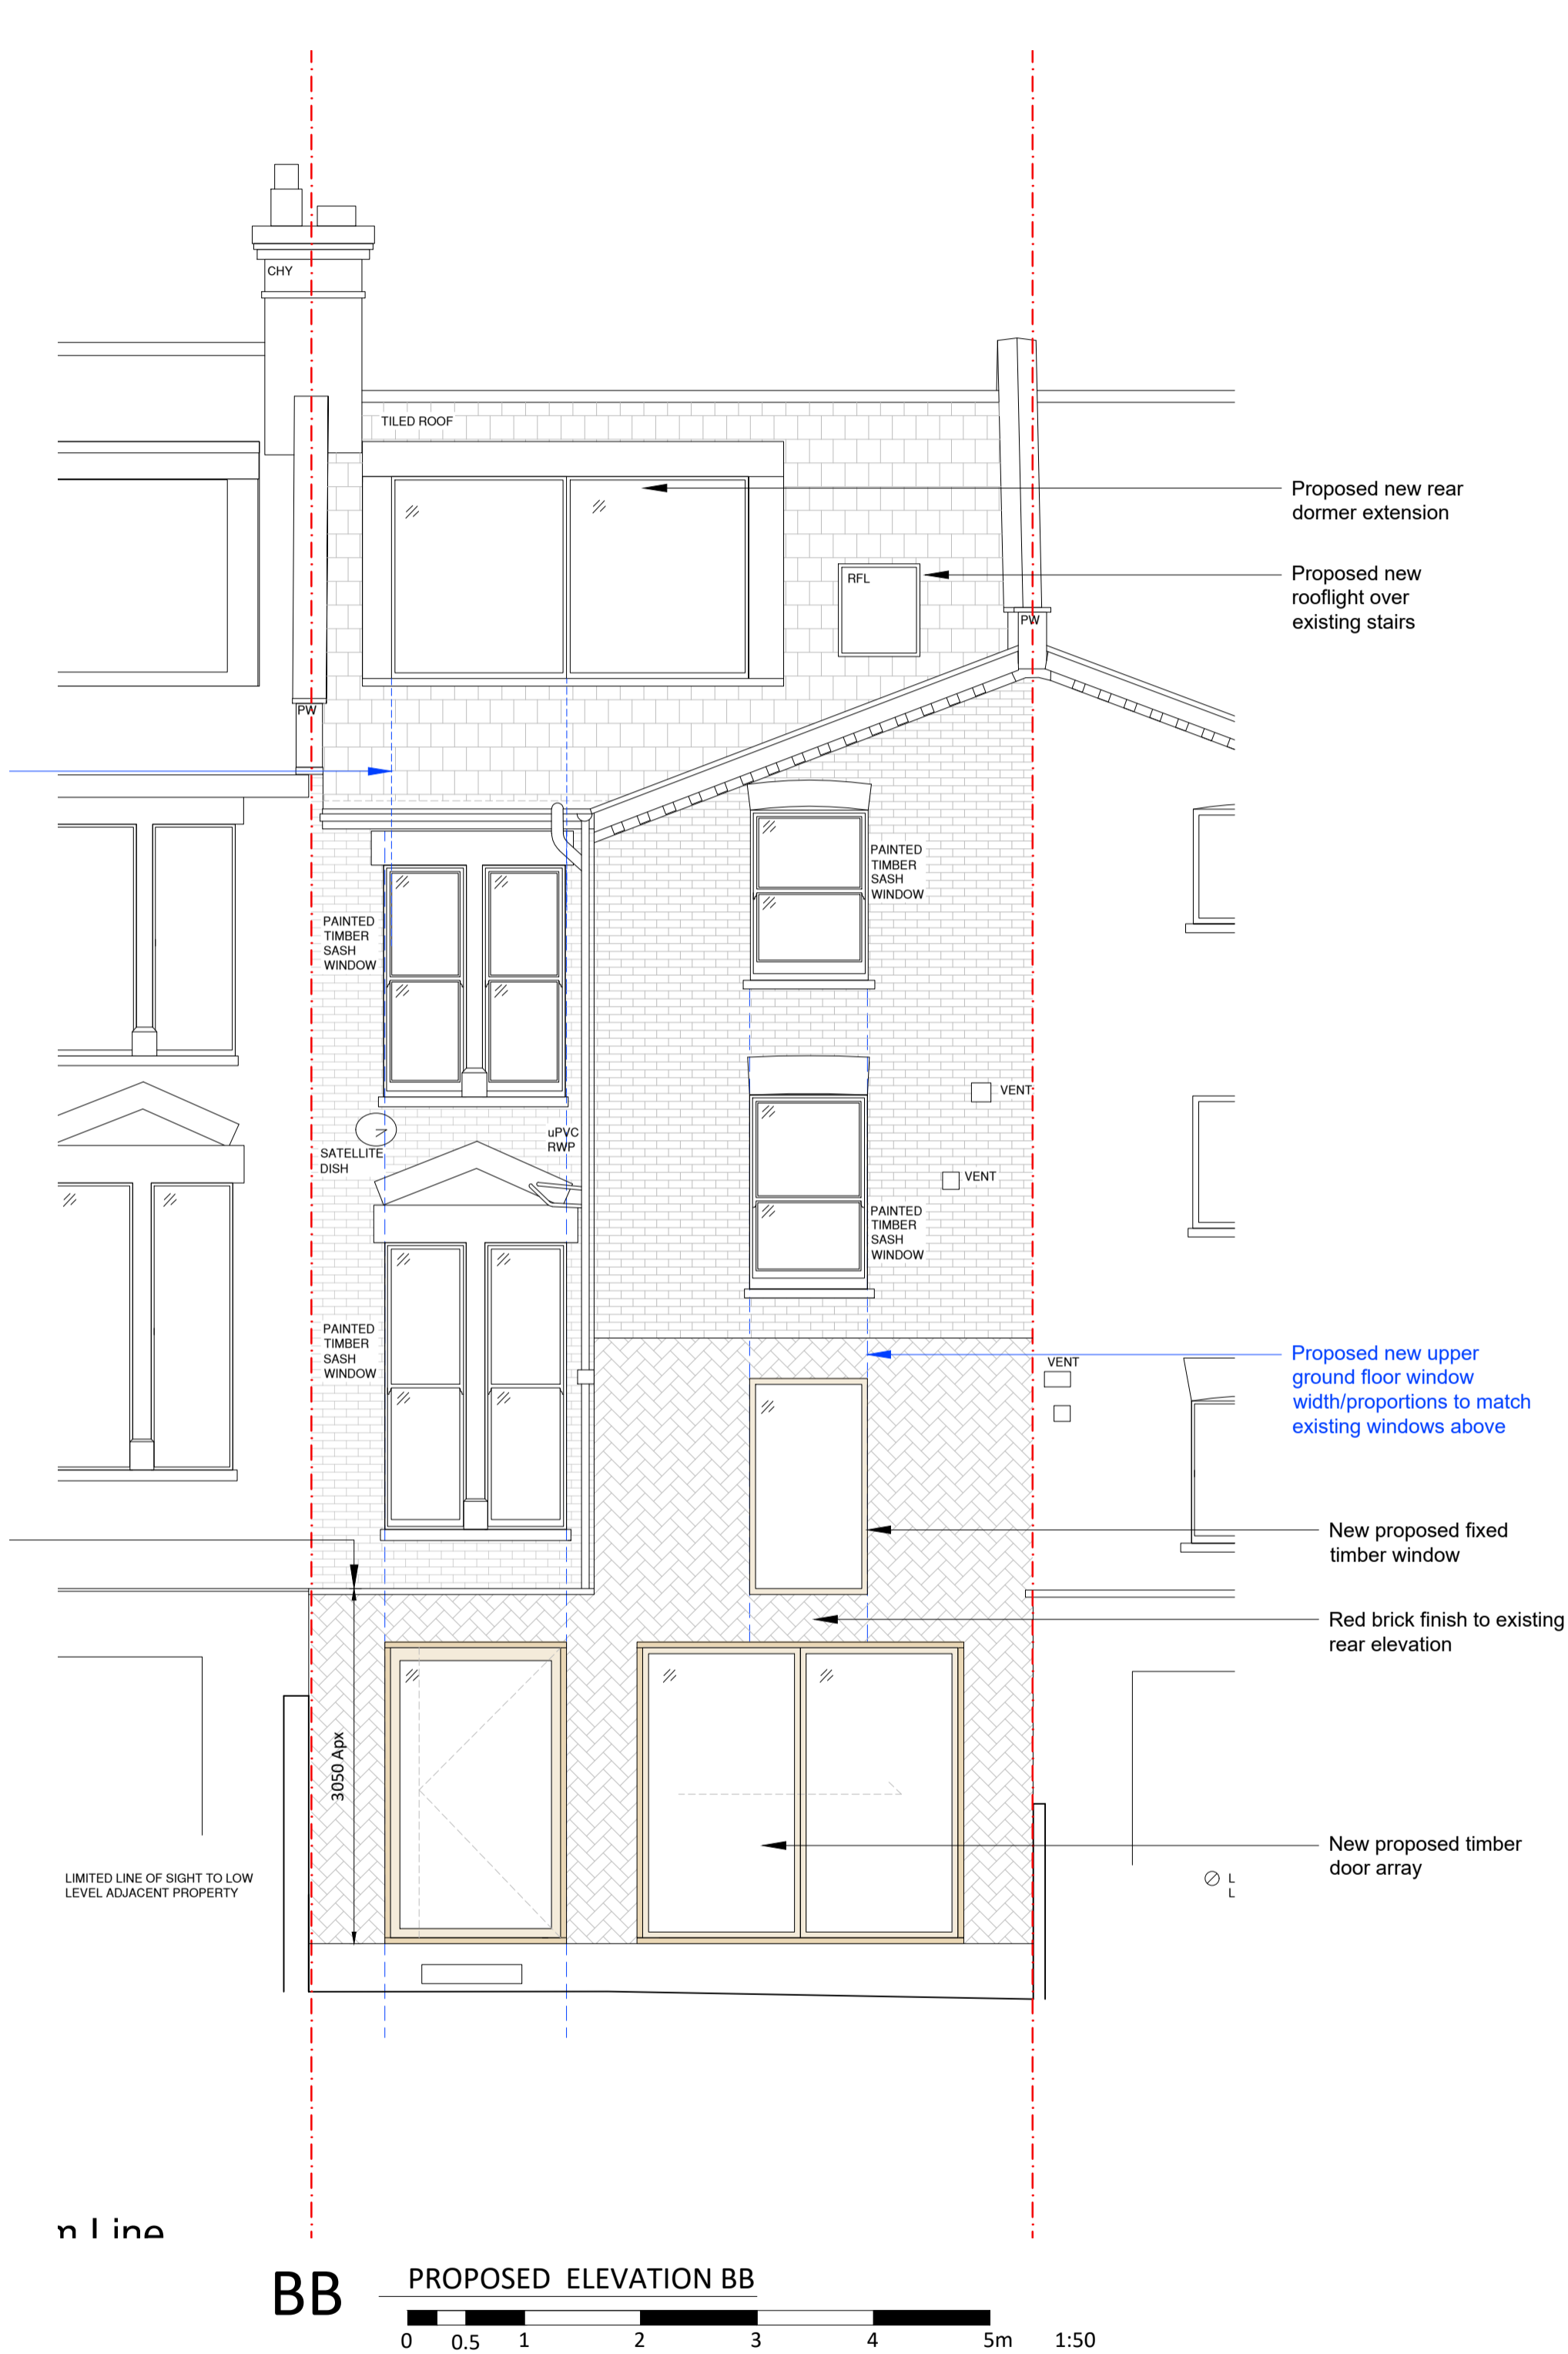 CHY
TILED ROOF
Proposed new rear
dormer extension
RFL
Proposed new
rooflight over
existing stairs
PW
PW
PAINTED
TIMBER
SASH
WINDOW
PAINTED
TIMBER
SASH
WINDOW
VENT
uPVC
RWP
SATELLITE
DISH
VENT
PAINTED
TIMBER
SASH
WINDOW
PAINTED
TIMBER
SASH
WINDOW
Proposed new upper
ground floor window
width/proportions to match
existing windows above
VENT
New proposed fixed
timber window
Red brick finish to existing
rear elevation
3050 Apx
New proposed timber
door array
LIMITED LINE OF SIGHT TO LOW
LEVEL ADJACENT PROPERTY
L
L
Line
BB
PROPOSED ELEVATION BB
0 0.5 1 2 3 4 5m 1:50